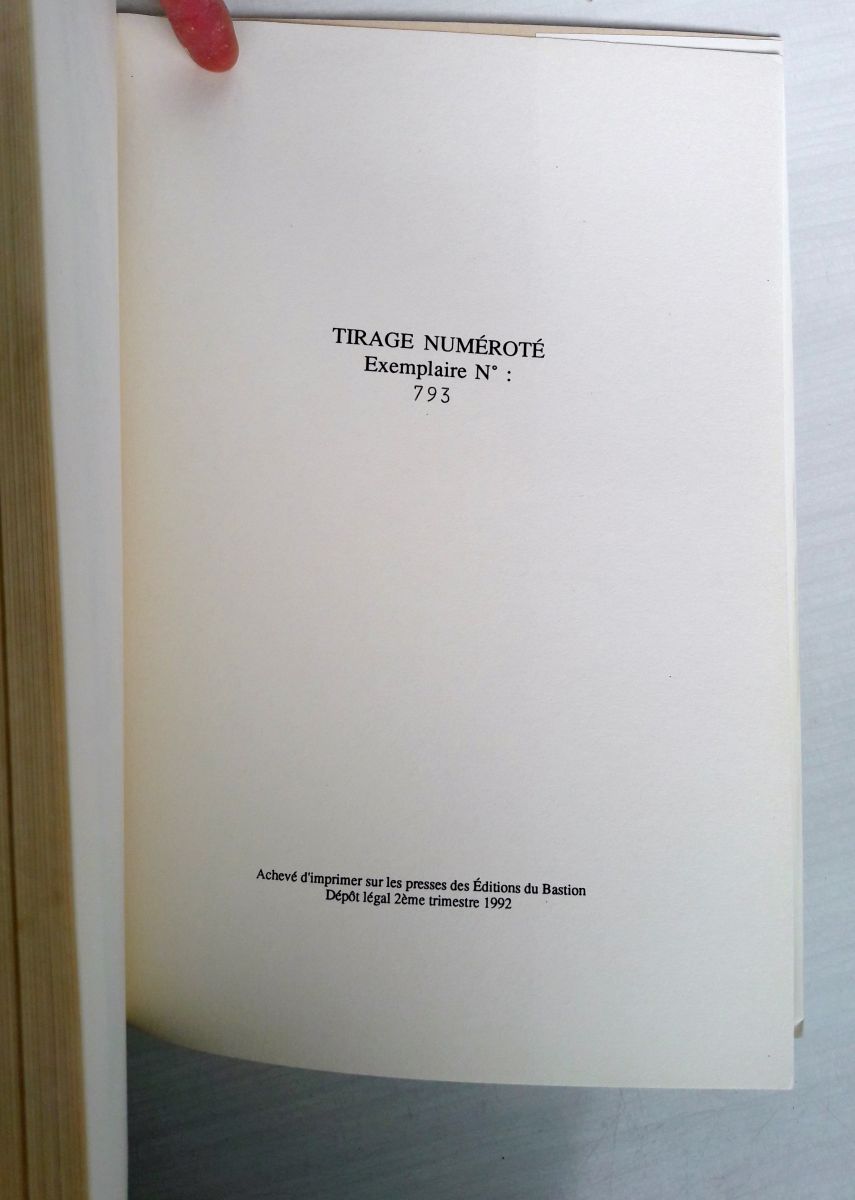 TIRAGE NUMÉROTÉ
Exemplaire N° :
793
Achevé d'imprimer sur les presses des Éditions du Bastion
Dépôt légal 2ème trimestre 1992